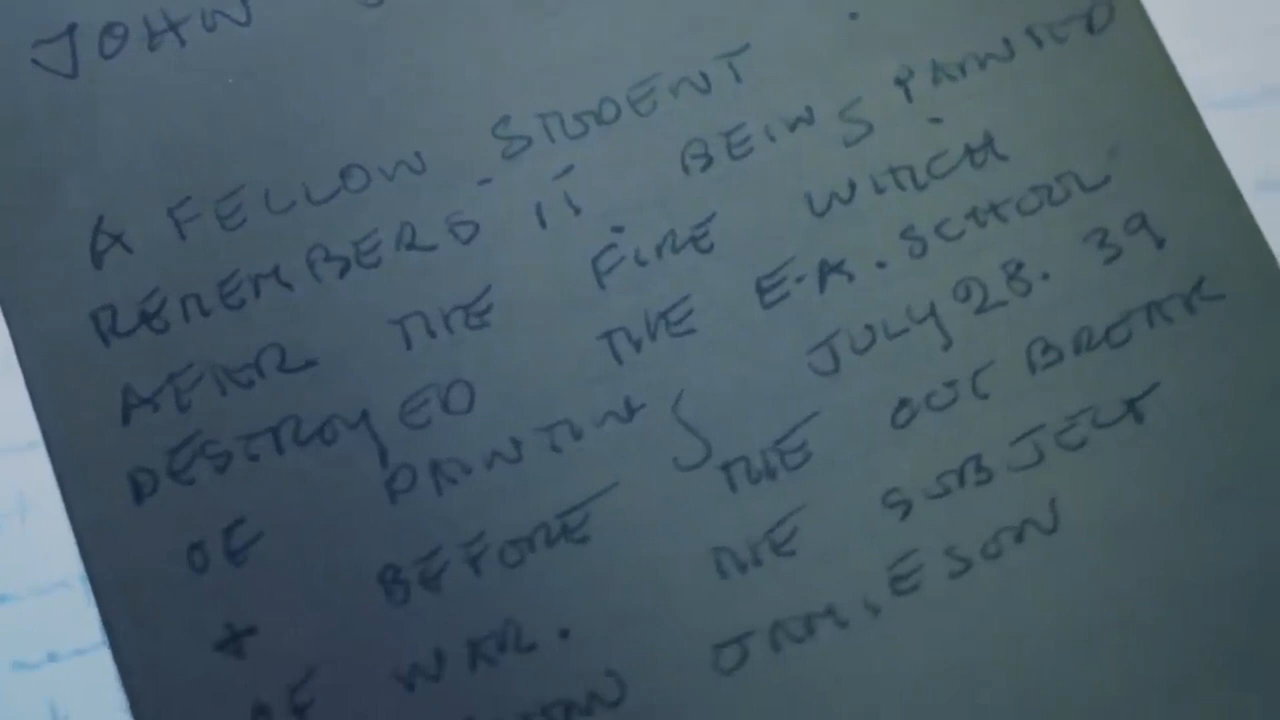 JOHN
A FELLOW STUDENT
REMEMBERS IT BEING PAINTED
AFTER THE FIRE WHICH
DESTROYED THE E.A. SCHOOL
OF PAINTING JULY 28. 39
+ BEFORE THE OUTBREAK
OF WAR. THE SUBJECT
JAMIESON